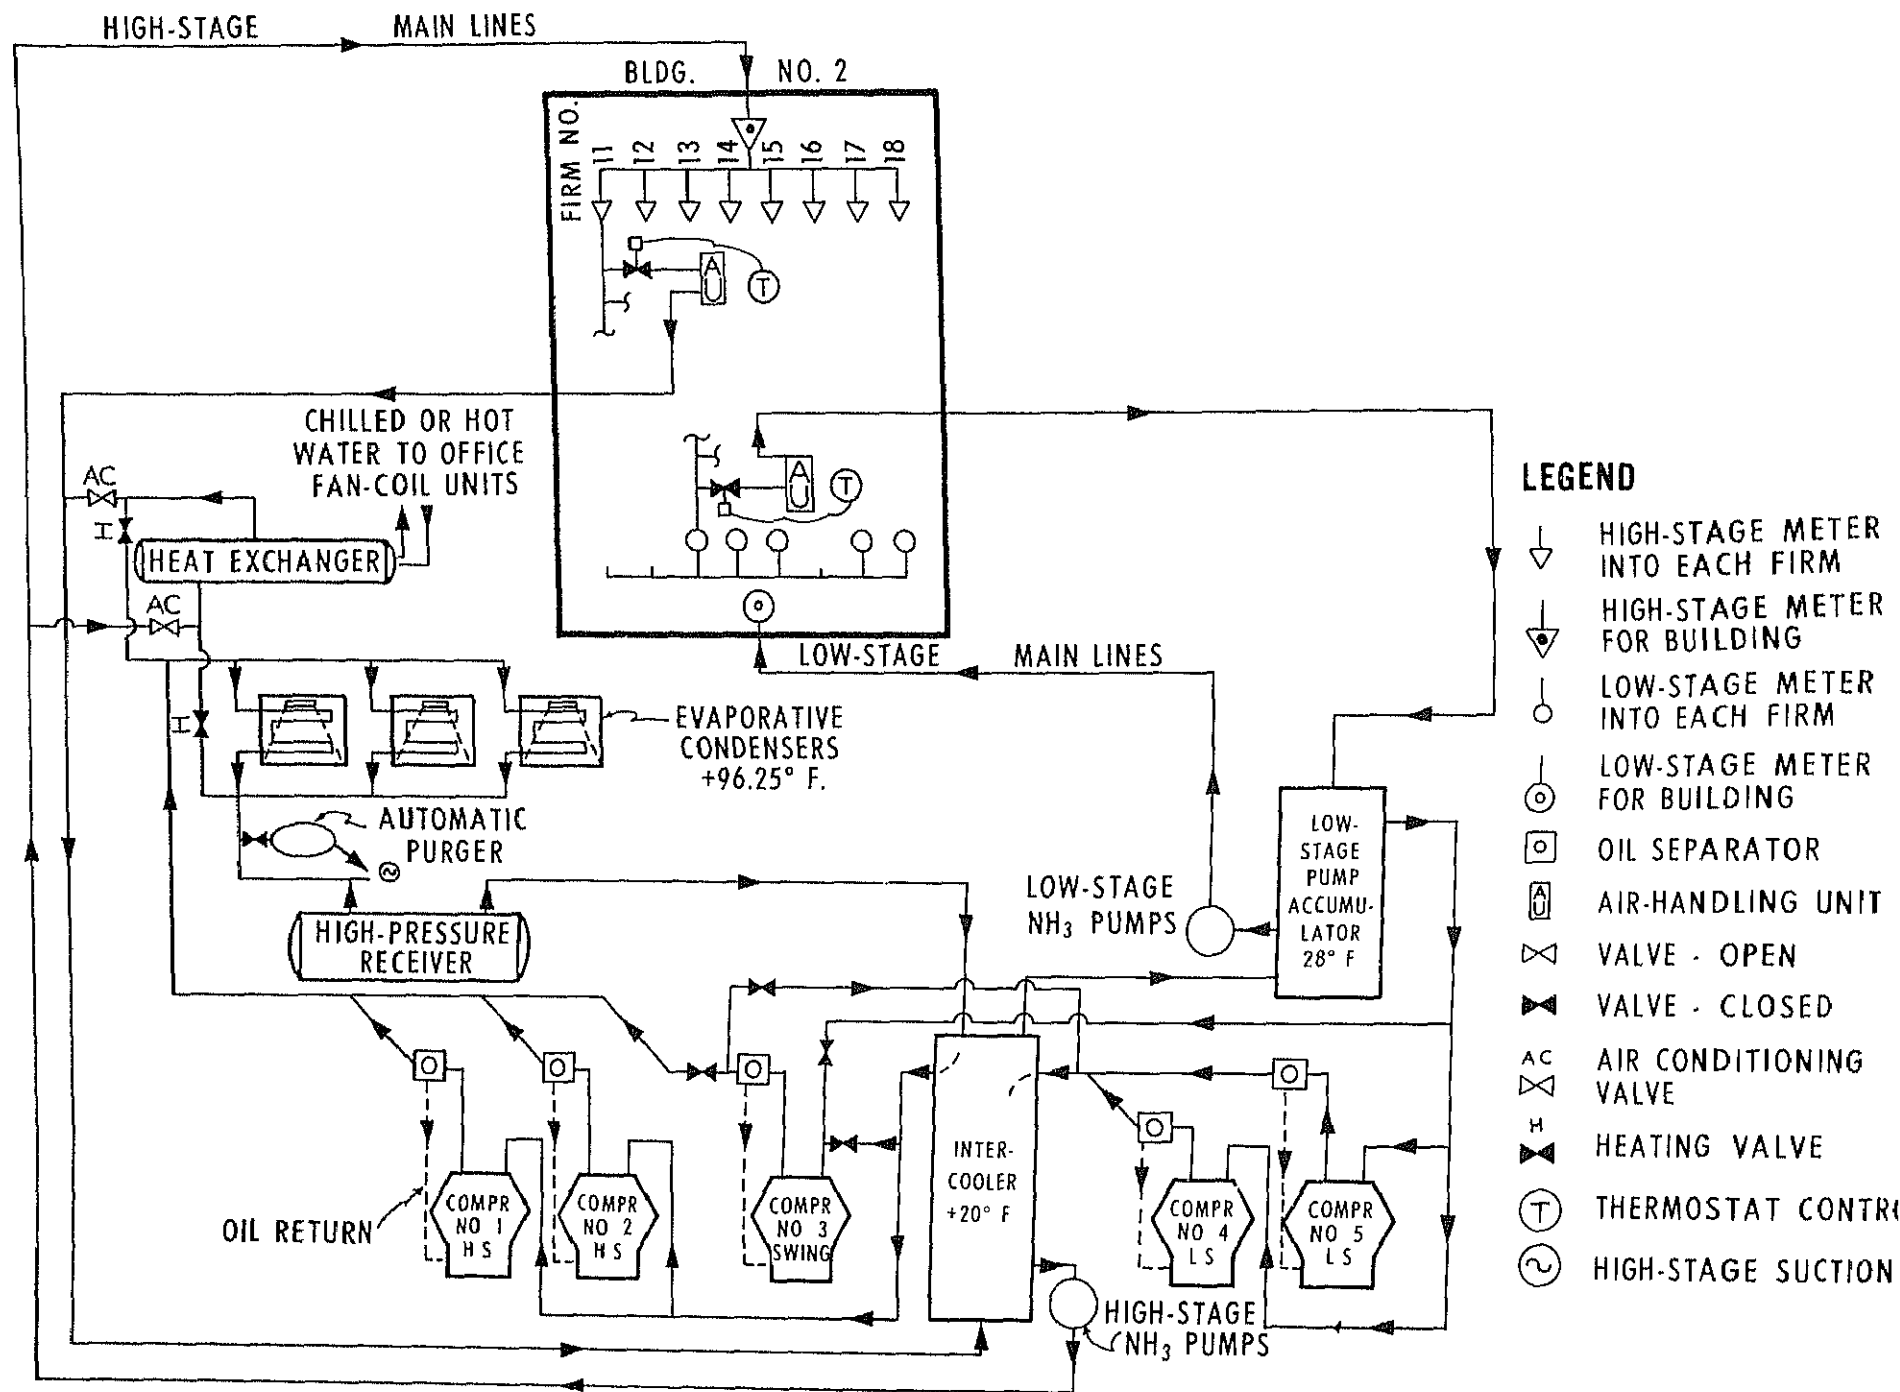 HIGH-STAGE MAIN LINES
BLDG. NO. 2
FIRM NO.
11 12 13 14 15 16 17 18
AU
T
CHILLED OR HOT
WATER TO OFFICE
FAN-COIL UNITS
AC
H
HEAT EXCHANGER
AC
H
AU
T
LOW-STAGE MAIN LINES
EVAPORATIVE
CONDENSERS
+96.25° F.
AUTOMATIC
PURGER
HIGH-PRESSURE
RECEIVER
LOW-STAGE
NH₃ PUMPS
LOW-
STAGE
PUMP
ACCUMU-
LATOR
28° F
OIL RETURN
COMPR
NO 1
HS
COMPR
NO 2
HS
COMPR
NO 3
SWING
INTER-
COOLER
+20° F
COMPR
NO 4
LS
COMPR
NO 5
LS
HIGH-STAGE
NH₃ PUMPS
LEGEND
HIGH-STAGE METER
INTO EACH FIRM
HIGH-STAGE METER
FOR BUILDING
LOW-STAGE METER
INTO EACH FIRM
LOW-STAGE METER
FOR BUILDING
OIL SEPARATOR
AU AIR-HANDLING UNIT
VALVE - OPEN
VALVE - CLOSED
AC AIR CONDITIONING
VALVE
H HEATING VALVE
T THERMOSTAT CONTR
HIGH-STAGE SUCTION